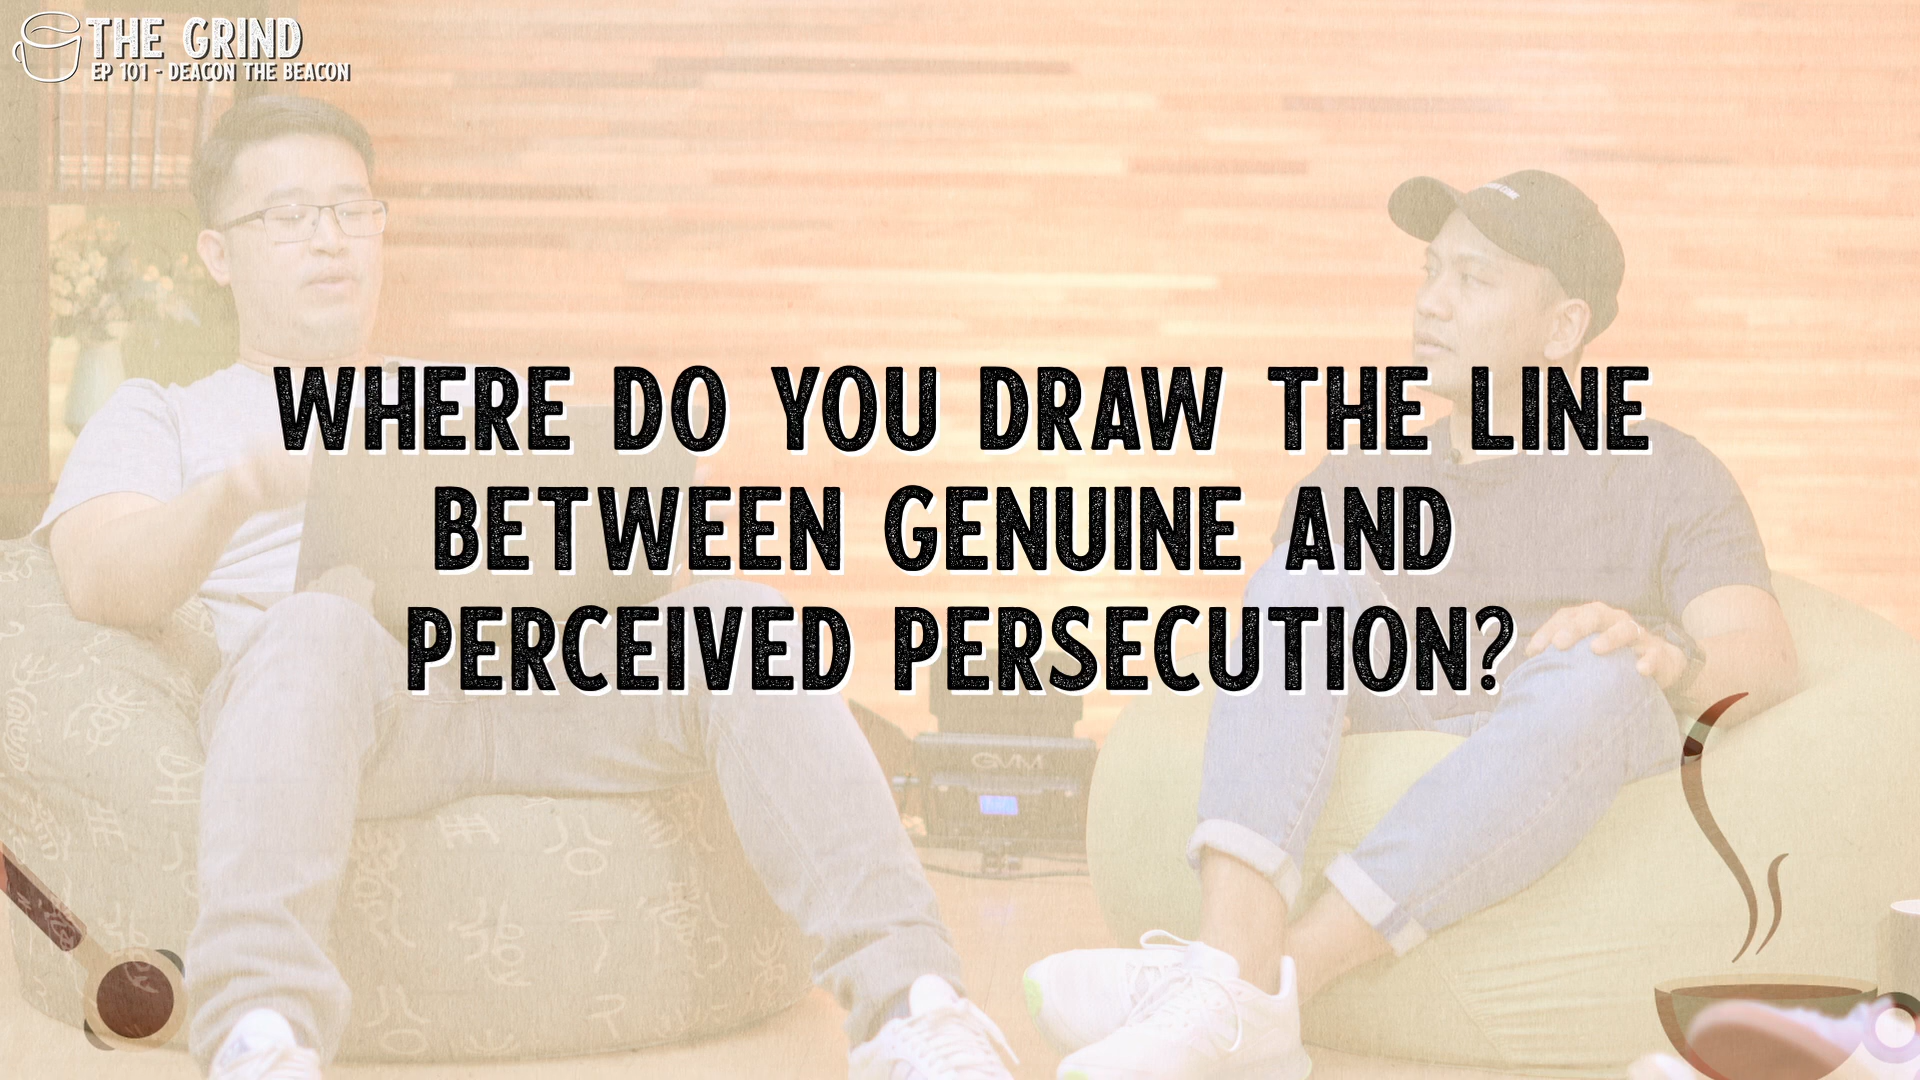 THE GRIND
EP 101 - DEACON THE BEACON
WHERE DO YOU DRAW THE LINE
BETWEEN GENUINE AND
PERCEIVED PERSECUTION?
GVM